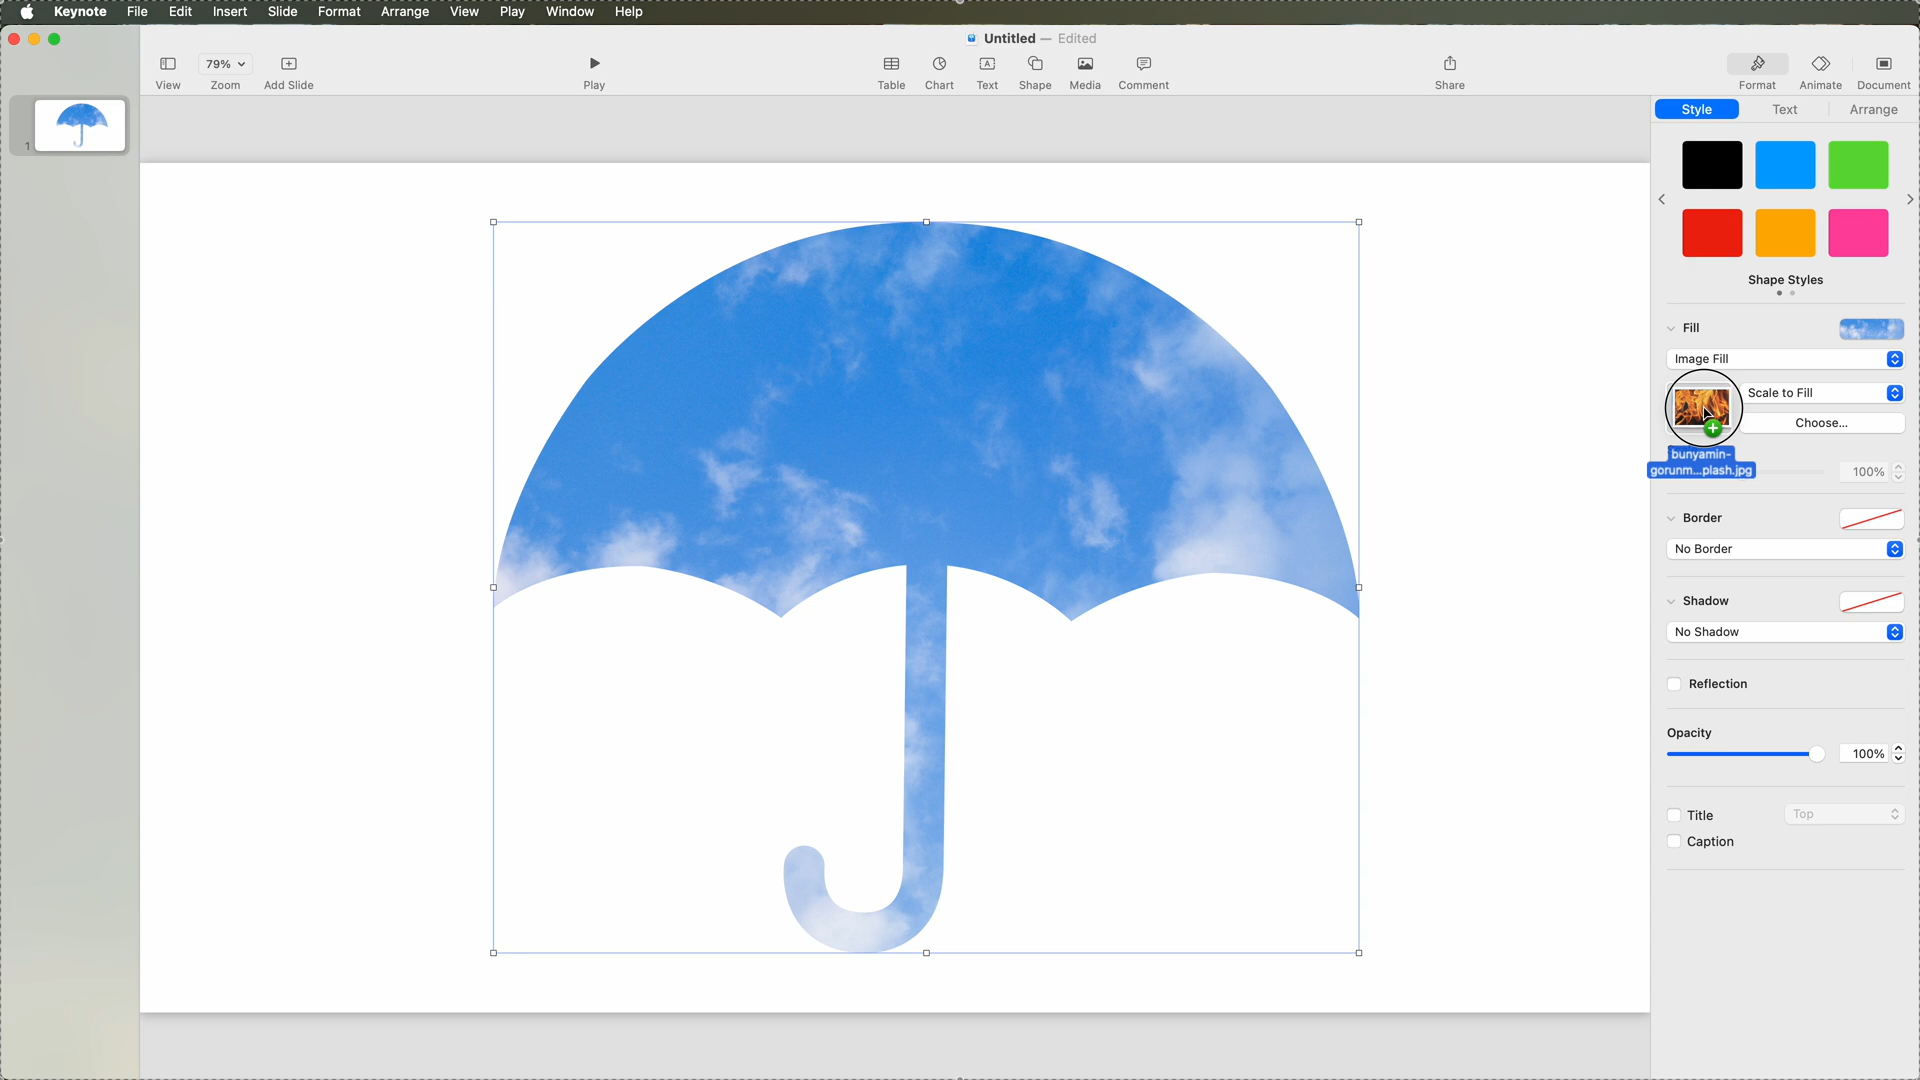 Keynote File Edit Insert Slide Format Arrange View Play Window Help
Untitled — Edited
79%
View Zoom Add Slide Play Table Chart Text Shape Media Comment Share Format Animate Document
Style Text Arrange
1
Shape Styles
Fill
Image Fill
Scale to Fill
Choose...
bunyamin-
gorunm...plash.jpg
100%
Border
No Border
Shadow
No Shadow
Reflection
Opacity
100%
Title Top
Caption